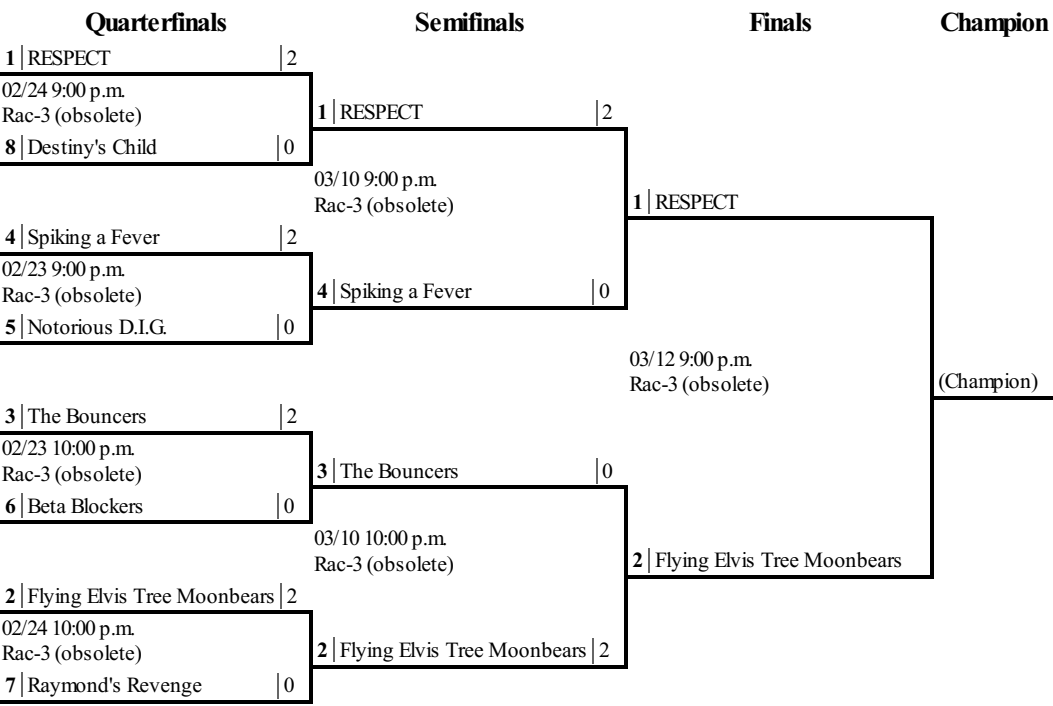 Quarterfinals Semifinals Finals Champion
1 RESPECT 2
02/24 9:00 p.m.
Rac-3 (obsolete)
8 Destiny's Child 0
4 Spiking a Fever 2
02/23 9:00 p.m.
Rac-3 (obsolete)
5 Notorious D.I.G. 0
3 The Bouncers 2
02/23 10:00 p.m.
Rac-3 (obsolete)
6 Beta Blockers 0
2 Flying Elvis Tree Moonbears 2
02/24 10:00 p.m.
Rac-3 (obsolete)
7 Raymond's Revenge 0
1 RESPECT 2
03/10 9:00 p.m.
Rac-3 (obsolete)
4 Spiking a Fever 0
3 The Bouncers 0
03/10 10:00 p.m.
Rac-3 (obsolete)
2 Flying Elvis Tree Moonbears 2
1 RESPECT
03/12 9:00 p.m.
Rac-3 (obsolete)
2 Flying Elvis Tree Moonbears
(Champion)